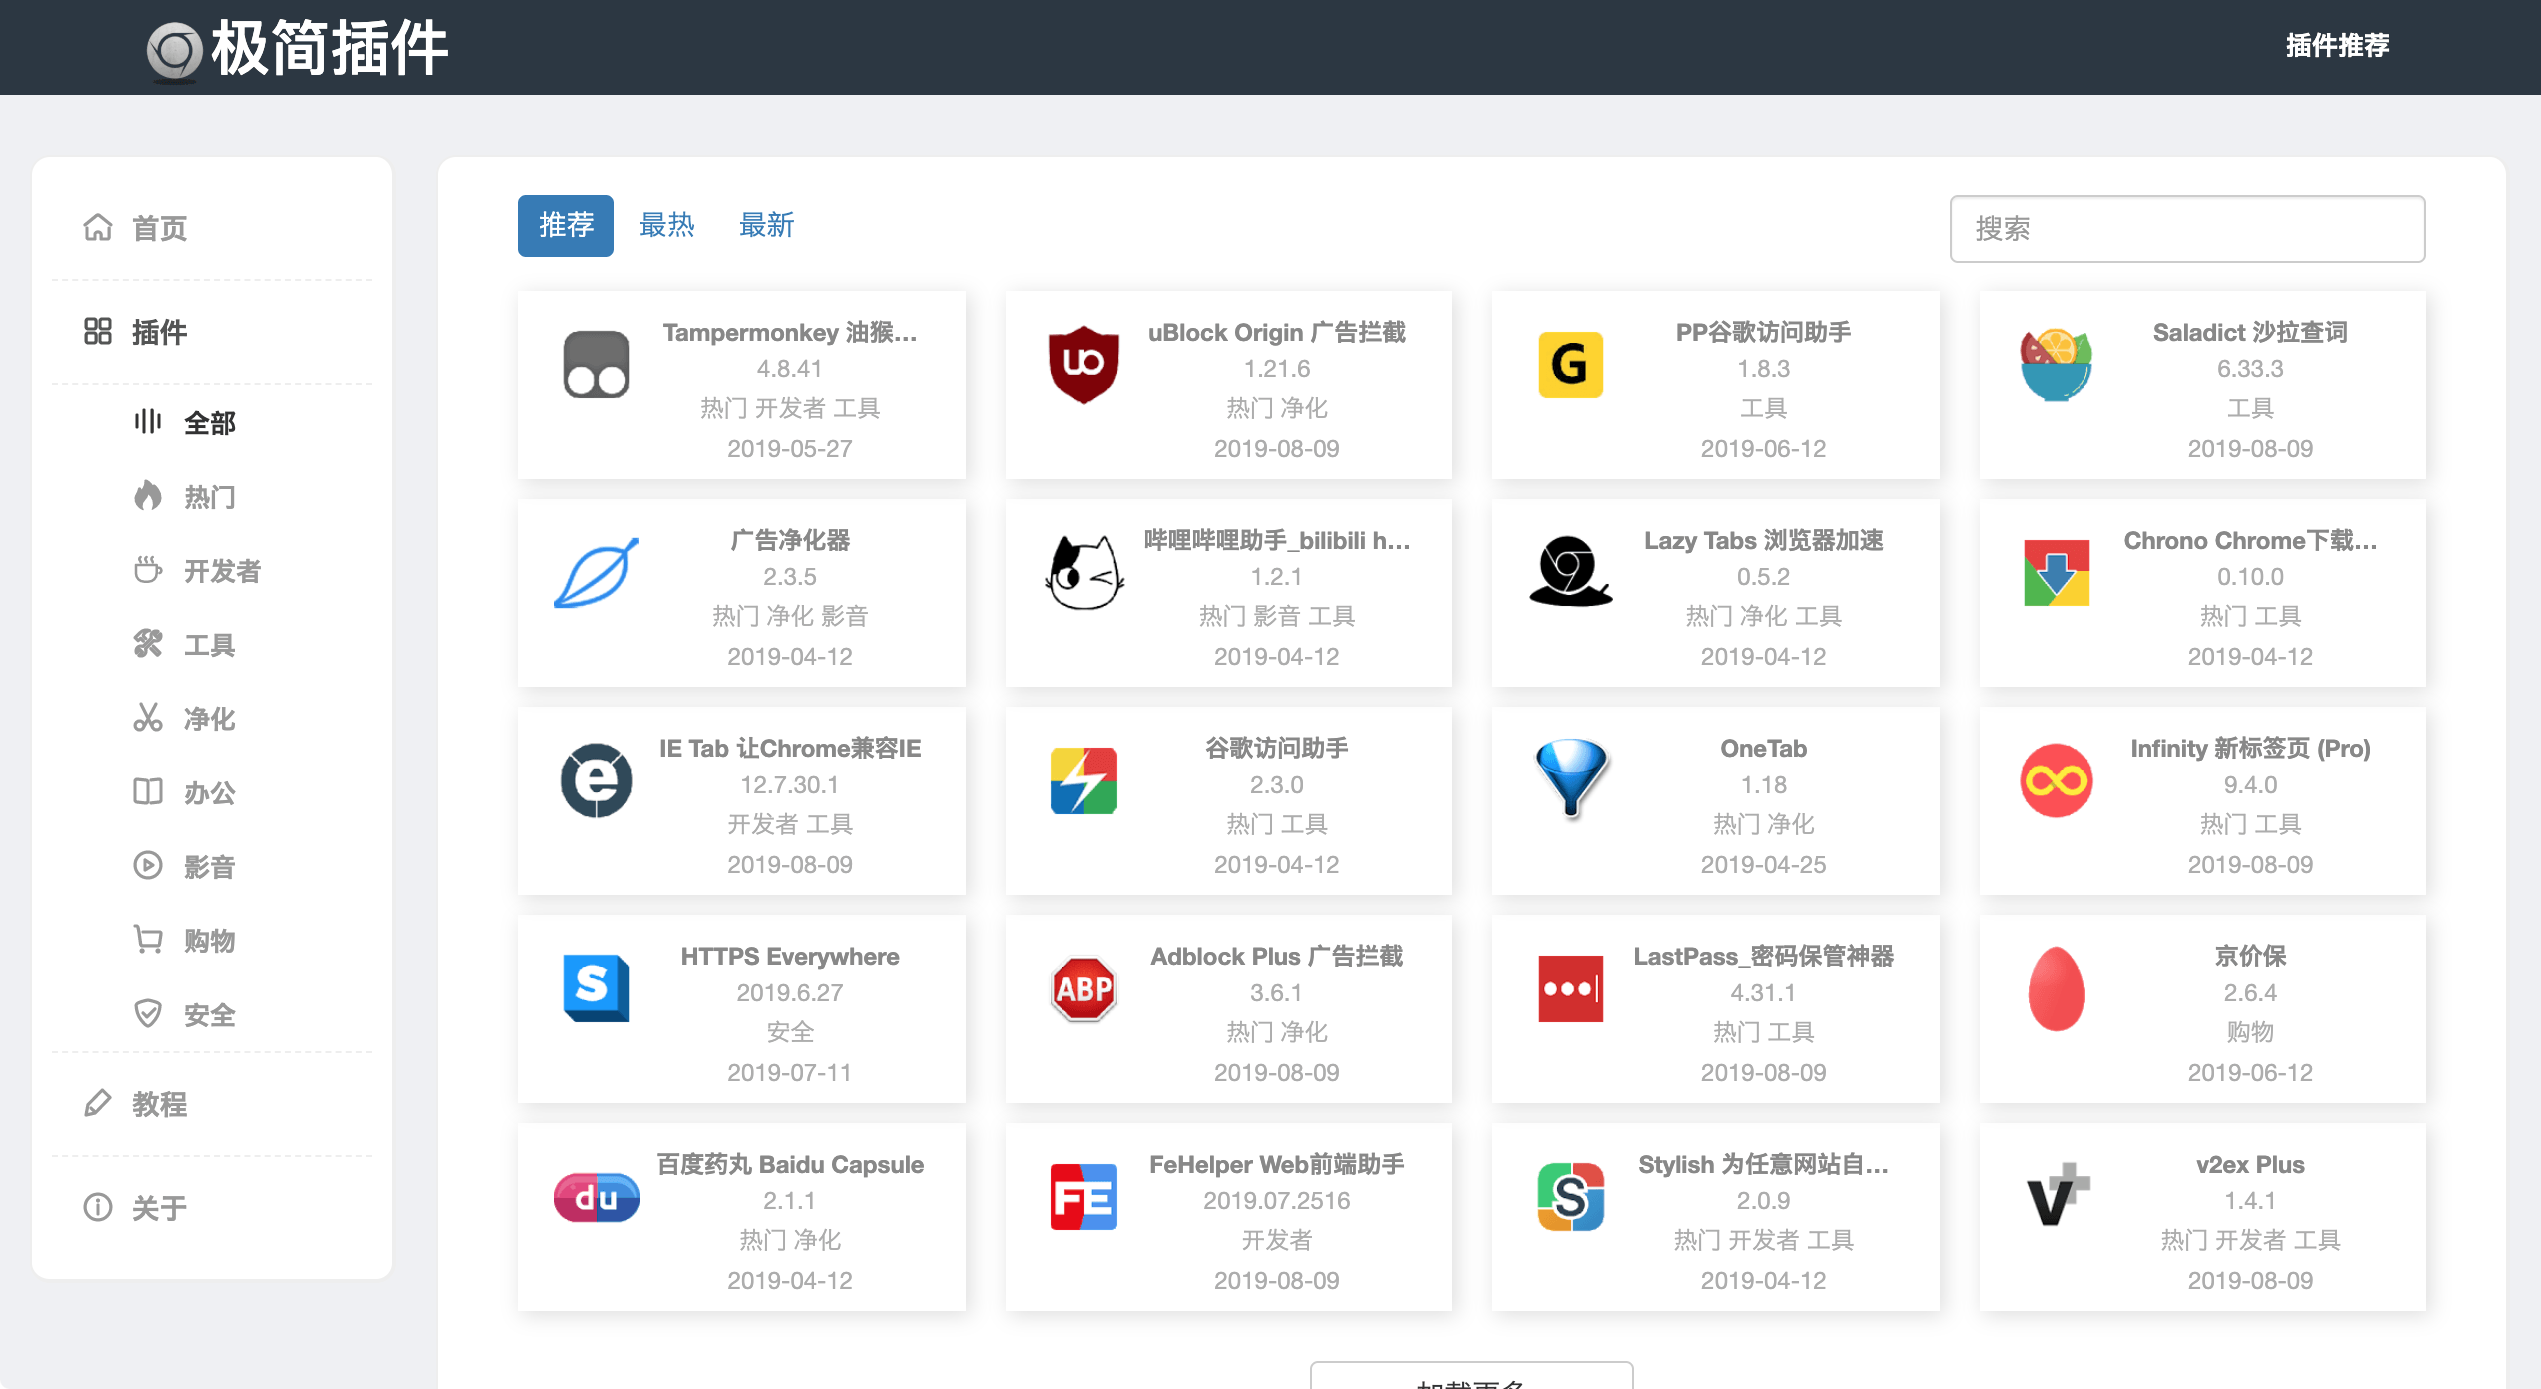 极简插件
插件推荐
首页
插件
全部
热门
开发者
工具
净化
办公
影音
购物
安全
教程
关于
推荐 最热 最新
搜索
Tampermonkey 油猴...
4.8.41
热门 开发者 工具
2019-05-27
uBlock Origin 广告拦截
1.21.6
热门 净化
2019-08-09
PP谷歌访问助手
1.8.3
工具
2019-06-12
Saladict 沙拉查词
6.33.3
工具
2019-08-09
广告净化器
2.3.5
热门 净化 影音
2019-04-12
哔哩哔哩助手_bilibili h...
1.2.1
热门 影音 工具
2019-04-12
Lazy Tabs 浏览器加速
0.5.2
热门 净化 工具
2019-04-12
Chrono Chrome下载...
0.10.0
热门 工具
2019-04-12
IE Tab 让Chrome兼容IE
12.7.30.1
开发者 工具
2019-08-09
谷歌访问助手
2.3.0
热门 工具
2019-04-12
OneTab
1.18
热门 净化
2019-04-25
Infinity 新标签页 (Pro)
9.4.0
热门 工具
2019-08-09
HTTPS Everywhere
2019.6.27
安全
2019-07-11
ABP
Adblock Plus 广告拦截
3.6.1
热门 净化
2019-08-09
LastPass_密码保管神器
4.31.1
热门 工具
2019-08-09
京价保
2.6.4
购物
2019-06-12
du
百度药丸 Baidu Capsule
2.1.1
热门 净化
2019-04-12
FE
FeHelper Web前端助手
2019.07.2516
开发者
2019-08-09
Stylish 为任意网站自...
2.0.9
热门 开发者 工具
2019-04-12
v2ex Plus
1.4.1
热门 开发者 工具
2019-08-09
加载更多